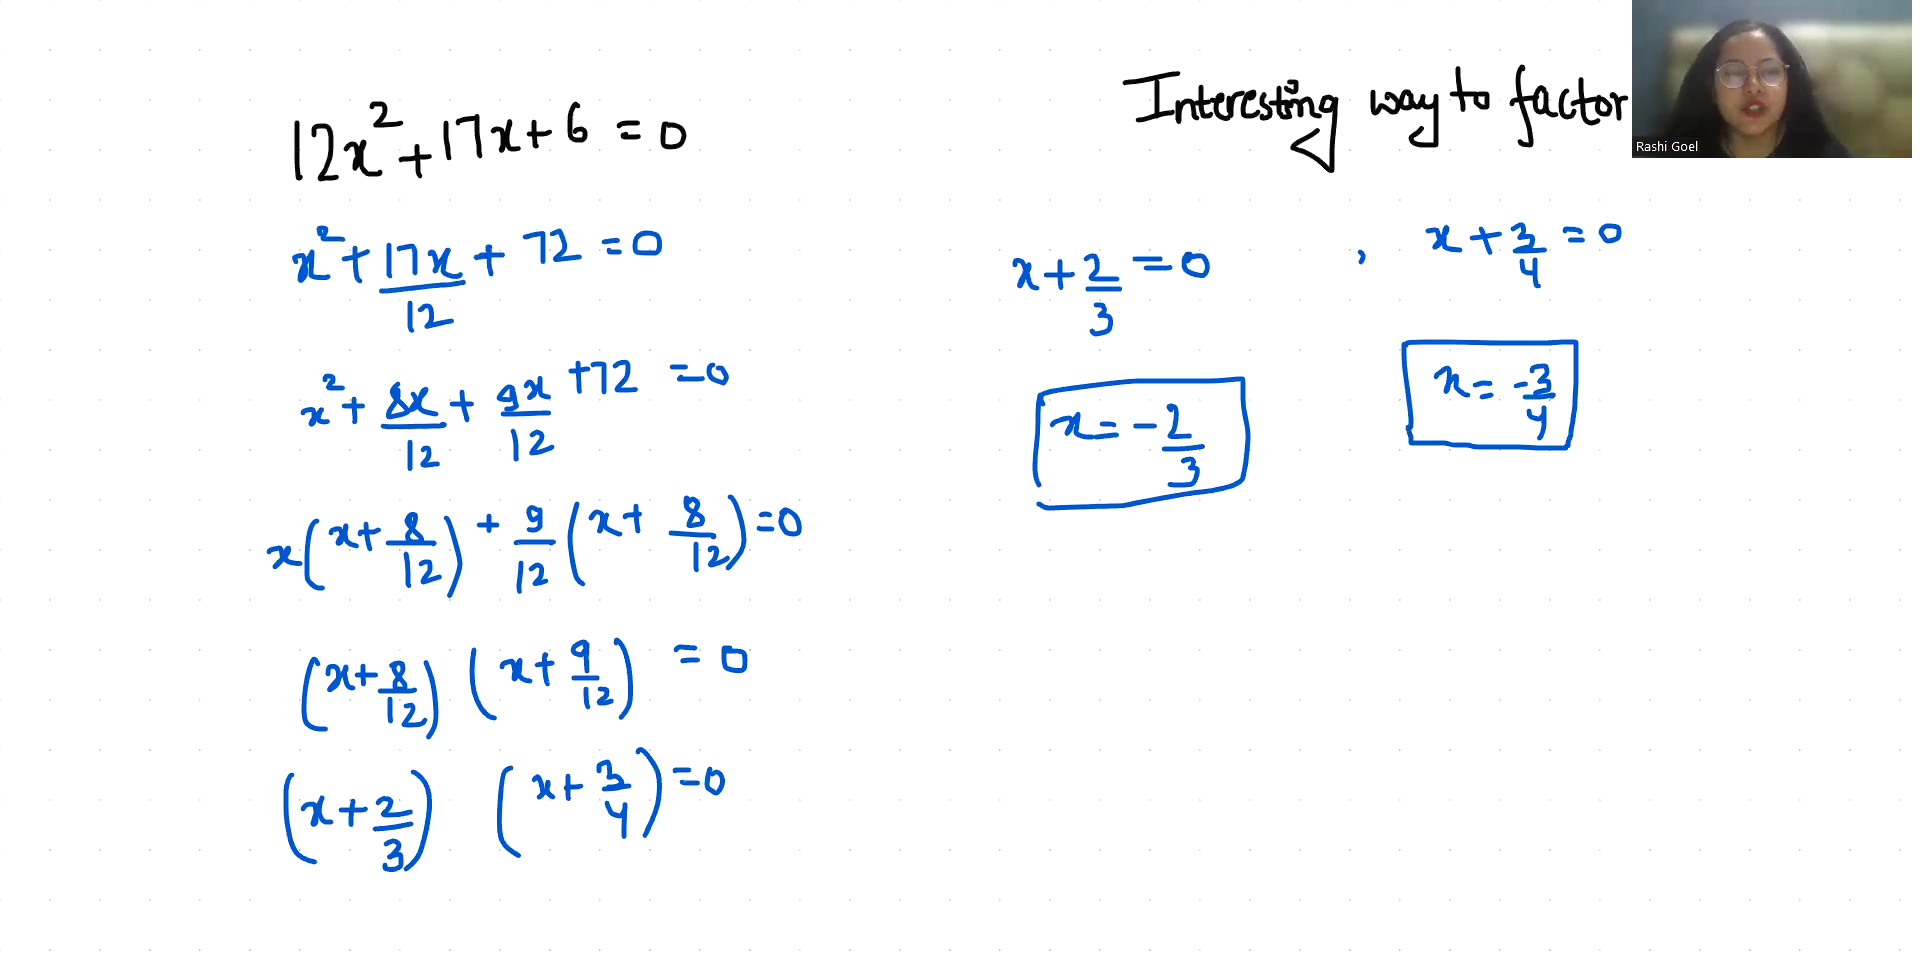 Interesting way to factor
Rashi Goel
12x² + 17x + 6 = 0
x² + 17x/12 + 72 = 0
x² + 8x/12 + 9x/12 + 72 = 0
x(x + 8/12) + 9/12 (x + 8/12) = 0
(x + 8/12) (x + 9/12) = 0
(x + 2/3) (x + 3/4) = 0
x + 2/3 = 0 , x + 3/4 = 0
x = -2/3
x = -3/4